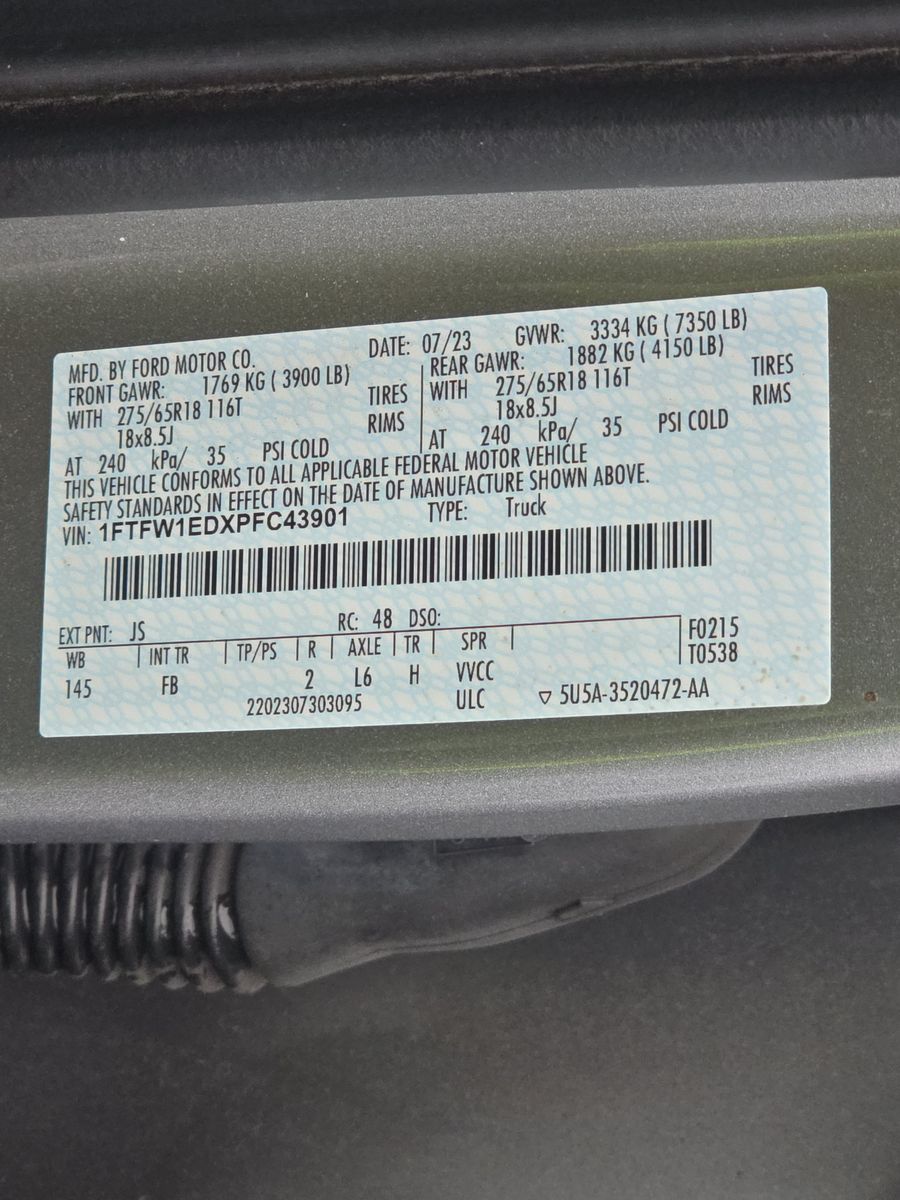 MFD. BY FORD MOTOR CO. DATE: 07/23 GVWR: 3334 KG ( 7350 LB)
FRONT GAWR: 1769 KG ( 3900 LB) REAR GAWR: 1882 KG ( 4150 LB)
WITH 275/65R18 116T TIRES WITH 275/65R18 116T TIRES
18x8.5J RIMS 18x8.5J RIMS
AT 240 kPa/ 35 PSI COLD AT 240 kPa/ 35 PSI COLD
THIS VEHICLE CONFORMS TO ALL APPLICABLE FEDERAL MOTOR VEHICLE
SAFETY STANDARDS IN EFFECT ON THE DATE OF MANUFACTURE SHOWN ABOVE.
VIN: 1FTFW1EDXPFC43901 TYPE: Truck
EXT PNT: JS RC: 48 DSO:
WB INT TR TP/PS R AXLE TR SPR F0215
T0538
145 FB 2 L6 H VVCC
2202307303095 ULC ▽ 5U5A-3520472-AA